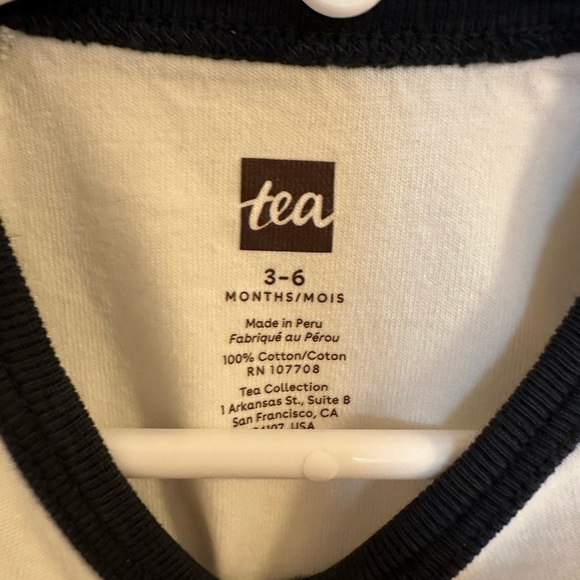 tea
3-6
MONTHS/MOIS
Made in Peru
Fabriqué au Pérou
100% Cotton/Coton
RN 107708
Tea Collection
1 Arkansas St., Suite B
San Francisco, CA
USA